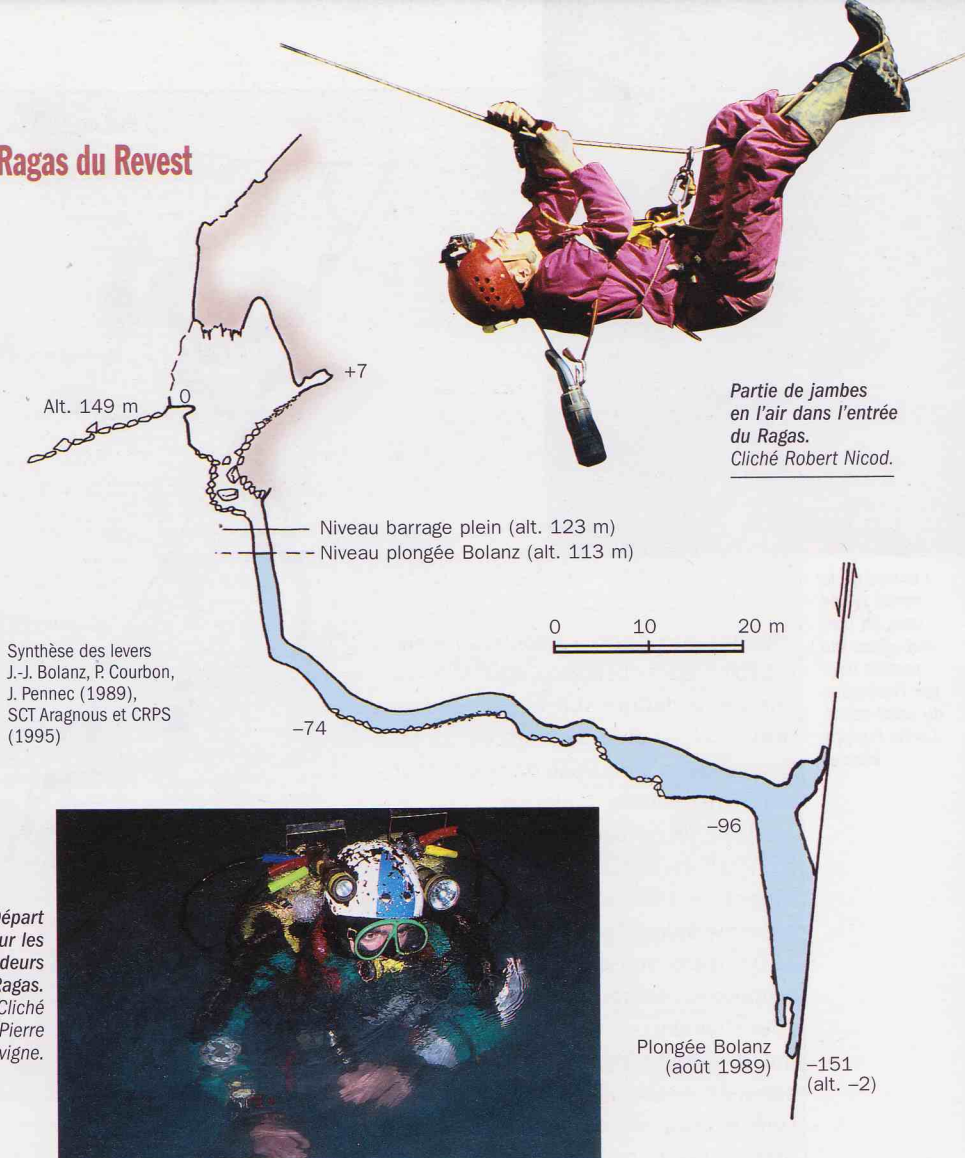 Ragas du Revest
+7
Alt. 149 m
0
Partie de jambes
en l'air dans l'entrée
du Ragas.
Cliché Robert Nicod.
Niveau barrage plein (alt. 123 m)
Niveau plongée Bolanz (alt. 113 m)
0 10 20 m
Synthèse des levers
J.-J. Bolanz, P. Courbon,
J. Pennec (1989),
SCT Aragnous et CRPS
(1995)
–74
–96
Départ
ur les
deurs
Ragas.
Cliché
Pierre
vigne.
Plongée Bolanz
(août 1989)
–151
(alt. –2)